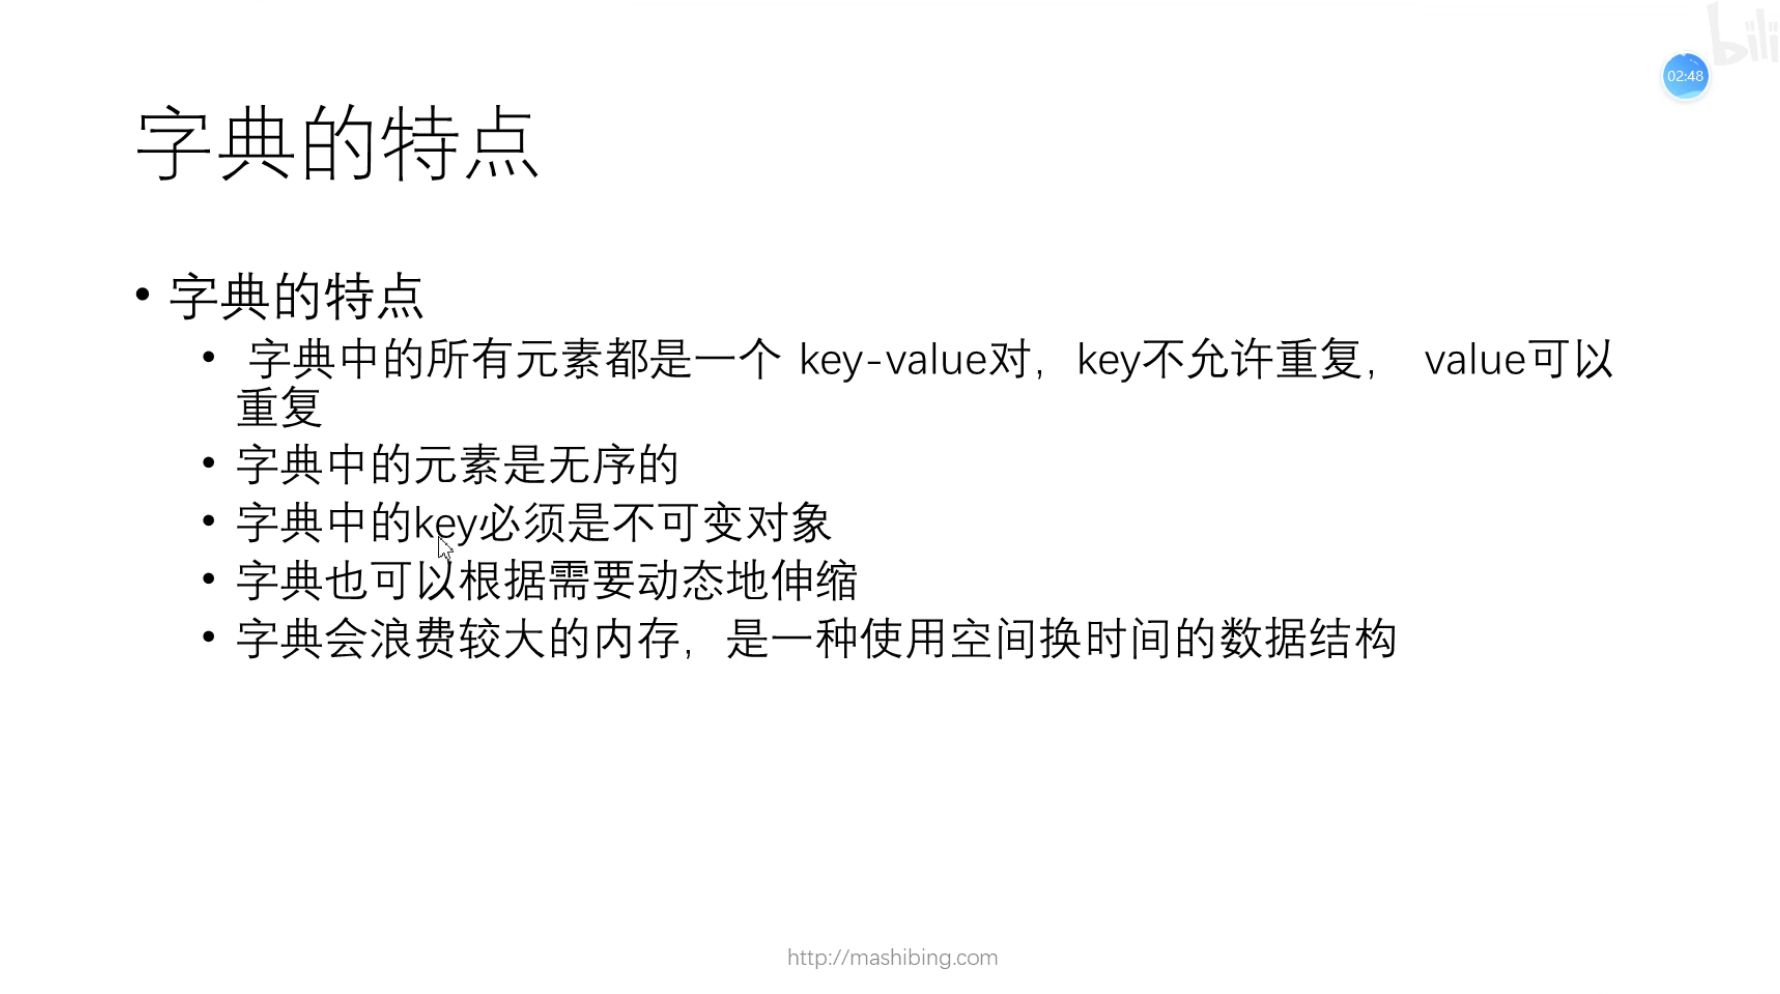 bili
02:48
字典的特点
• 字典的特点
• 字典中的所有元素都是一个 key-value对，key不允许重复， value可以
重复
• 字典中的元素是无序的
• 字典中的key必须是不可变对象
• 字典也可以根据需要动态地伸缩
• 字典会浪费较大的内存，是一种使用空间换时间的数据结构
http://mashibing.com